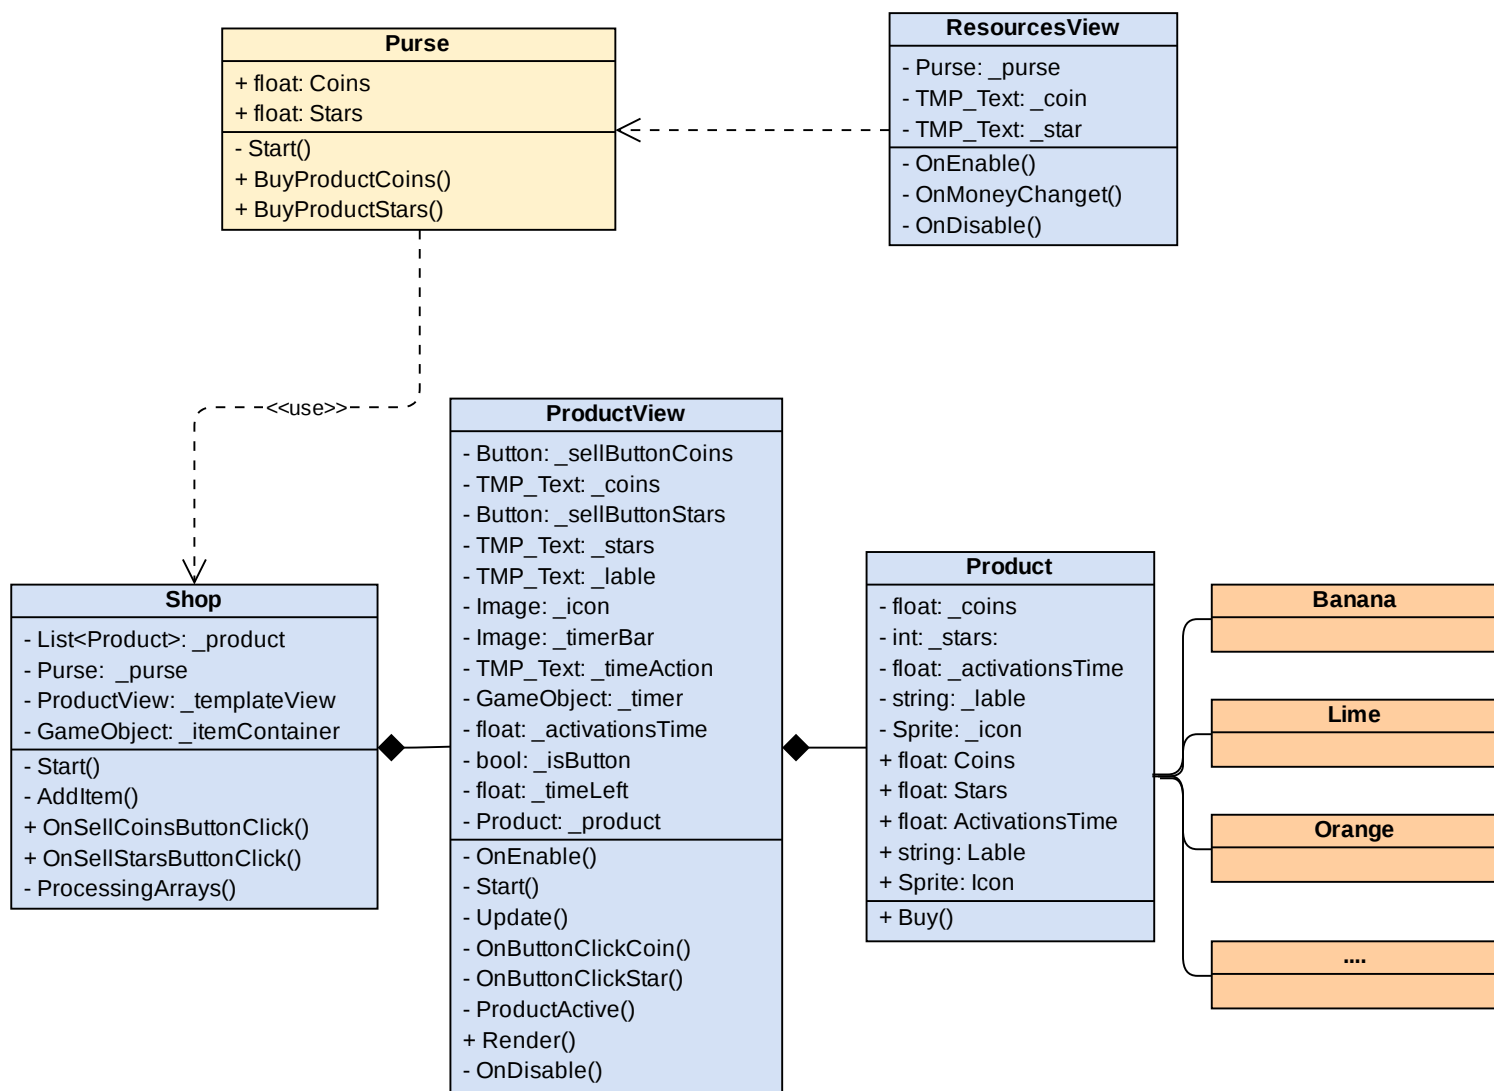 Purse
+ float: Coins
+ float: Stars
- Start()
+ BuyProductCoins()
+ BuyProductStars()
ResourcesView
- Purse: _purse
- TMP_Text: _coin
- TMP_Text: _star
- OnEnable()
- OnMoneyChanget()
- OnDisable()
<<use>>
Shop
- List<Product>: _product
- Purse: _purse
- ProductView: _templateView
- GameObject: _itemContainer
- Start()
- AddItem()
+ OnSellCoinsButtonClick()
+ OnSellStarsButtonClick()
- ProcessingArrays()
ProductView
- Button: _sellButtonCoins
- TMP_Text: _coins
- Button: _sellButtonStars
- TMP_Text: _stars
- TMP_Text: _lable
- Image: _icon
- Image: _timerBar
- TMP_Text: _timeAction
- GameObject: _timer
- float: _activationsTime
- bool: _isButton
- float: _timeLeft
- Product: _product
- OnEnable()
- Start()
- Update()
- OnButtonClickCoin()
- OnButtonClickStar()
- ProductActive()
+ Render()
- OnDisable()
Product
- float: _coins
- int: _stars:
- float: _activationsTime
- string: _lable
- Sprite: _icon
+ float: Coins
+ float: Stars
+ float: ActivationsTime
+ string: Lable
+ Sprite: Icon
+ Buy()
Banana
Lime
Orange
....